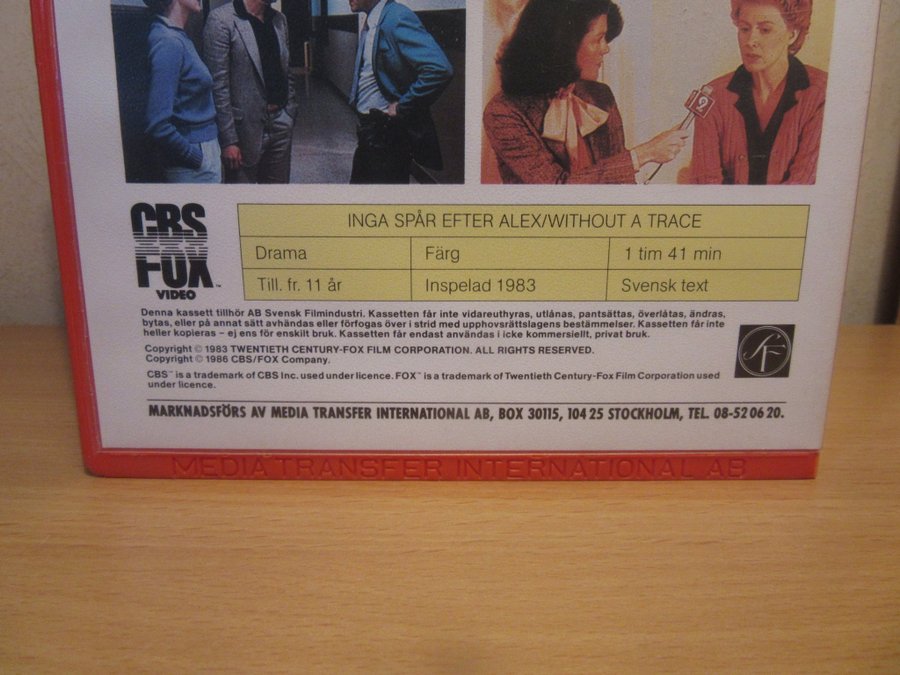 9
CBS
FOX
VIDEO
INGA SPÅR EFTER ALEX/WITHOUT A TRACE
Drama Färg 1 tim 41 min
Till. fr. 11 år Inspelad 1983 Svensk text
Denna kassett tillhör AB Svensk Filmindustri. Kassetten får inte vidareuthyras, utlånas, pantsättas, överlåtas, ändras,
bytas, eller på annat sätt avhändas eller förfogas över i strid med upphovsrättslagens bestämmelser. Kassetten får inte
heller kopieras – ej ens för enskilt bruk. Kassetten får endast användas i icke kommersiellt, privat bruk.
Copyright © 1983 TWENTIETH CENTURY-FOX FILM CORPORATION. ALL RIGHTS RESERVED.
Copyright © 1986 CBS/FOX Company.
SF
CBS™ is a trademark of CBS Inc. used under licence. FOX™ is a trademark of Twentieth Century-Fox Film Corporation used
under licence.
MARKNADSFÖRS AV MEDIA TRANSFER INTERNATIONAL AB, BOX 30115, 104 25 STOCKHOLM, TEL. 08-52 06 20.
MEDIA TRANSFER INTERNATIONAL AB